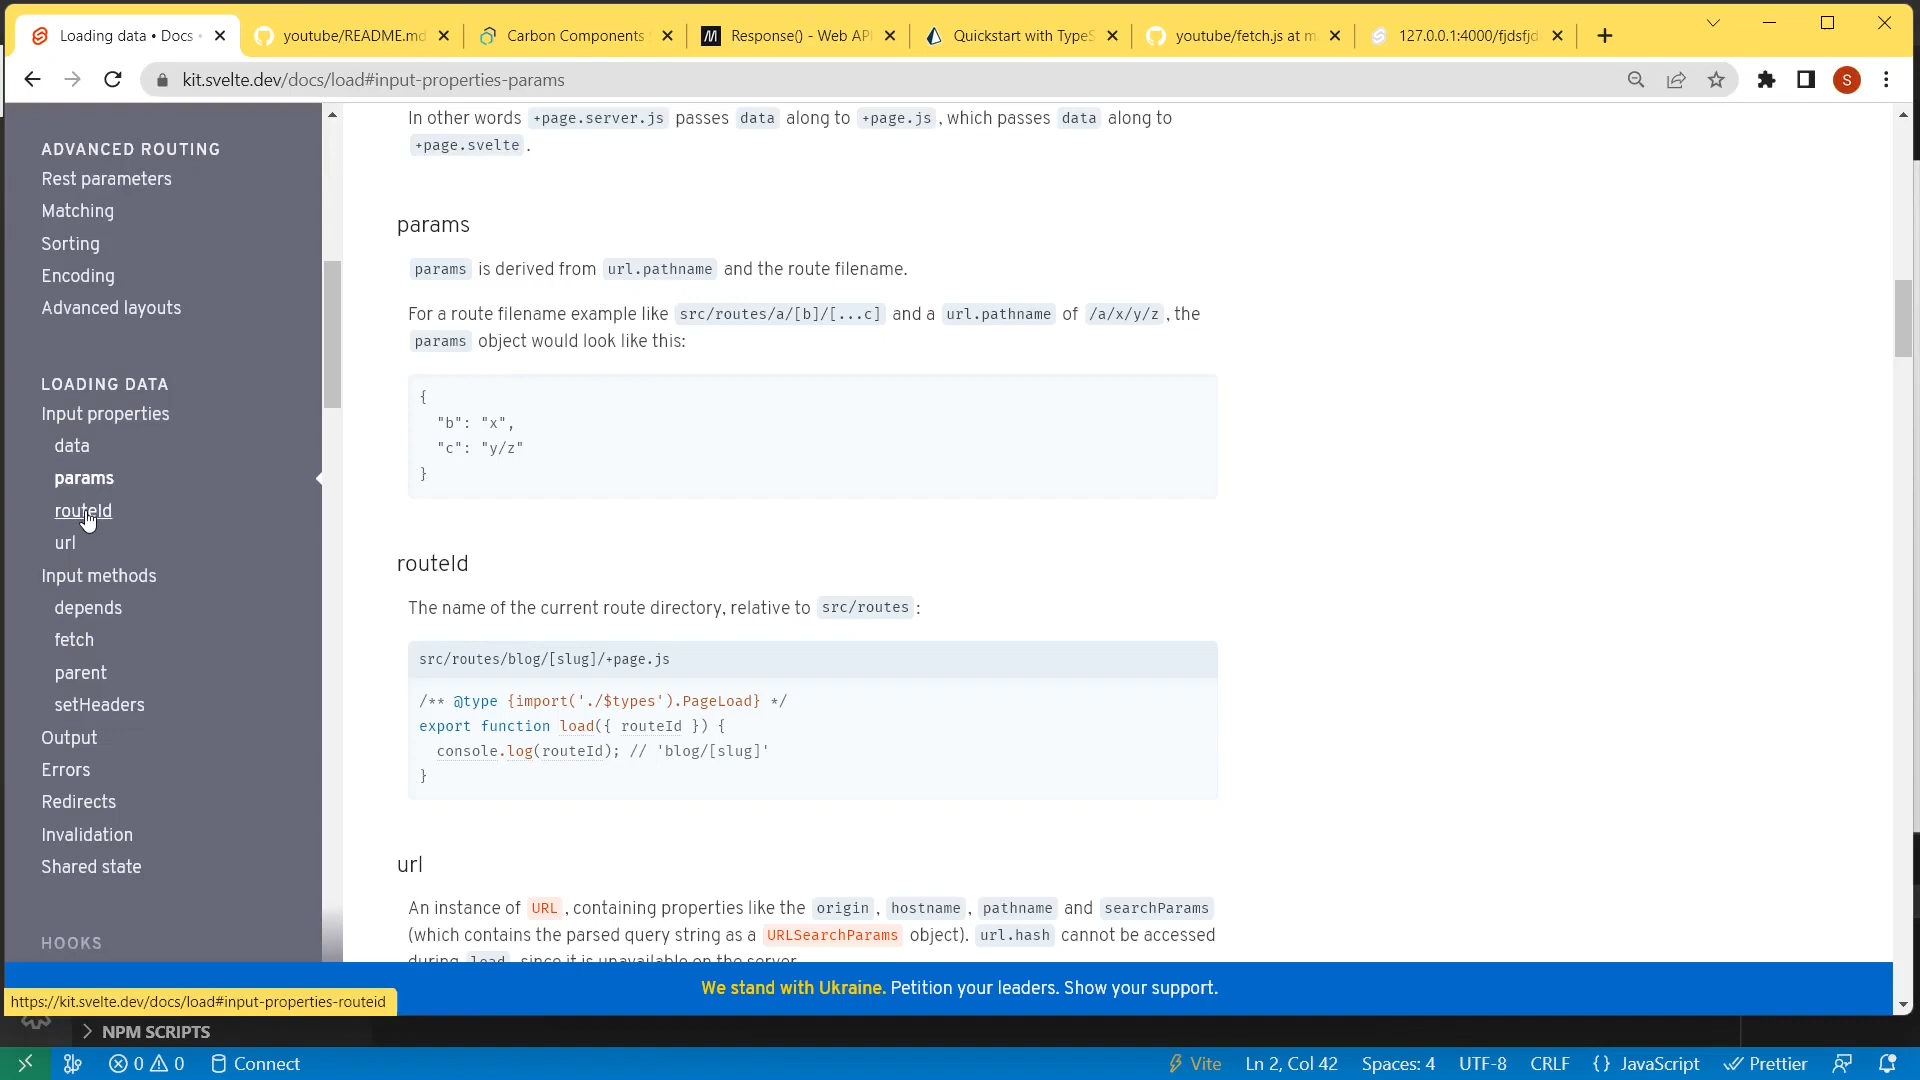 Loading data • Docs
youtube/README.md
Carbon Components
Response() - Web AP
Quickstart with TypeS
youtube/fetch.js at m
127.0.0.1:4000/fjdsfjd
kit.svelte.dev/docs/load#input-properties-params
S
ADVANCED ROUTING
Rest parameters
Matching
Sorting
Encoding
Advanced layouts
LOADING DATA
Input properties
data
params
routeId
url
Input methods
depends
fetch
parent
setHeaders
Output
Errors
Redirects
Invalidation
Shared state
HOOKS
In other words +page.server.js passes data along to +page.js, which passes data along to
+page.svelte.
params
params is derived from url.pathname and the route filename.
For a route filename example like src/routes/a/[b]/[...c] and a url.pathname of /a/x/y/z, the
params object would look like this:
{
"b": "x",
"c": "y/z"
}
routeId
The name of the current route directory, relative to src/routes:
src/routes/blog/[slug]/+page.js
/** @type {import('./$types').PageLoad} */
export function load({ routeId }) {
console.log(routeId); // 'blog/[slug]'
}
url
An instance of URL, containing properties like the origin, hostname, pathname and searchParams
(which contains the parsed query string as a URLSearchParams object). url.hash cannot be accessed
during load, since it is unavailable on the server.
We stand with Ukraine. Petition your leaders. Show your support.
https://kit.svelte.dev/docs/load#input-properties-routeid
NPM SCRIPTS
0 0 Connect
Vite Ln 2, Col 42 Spaces: 4 UTF-8 CRLF {} JavaScript Prettier